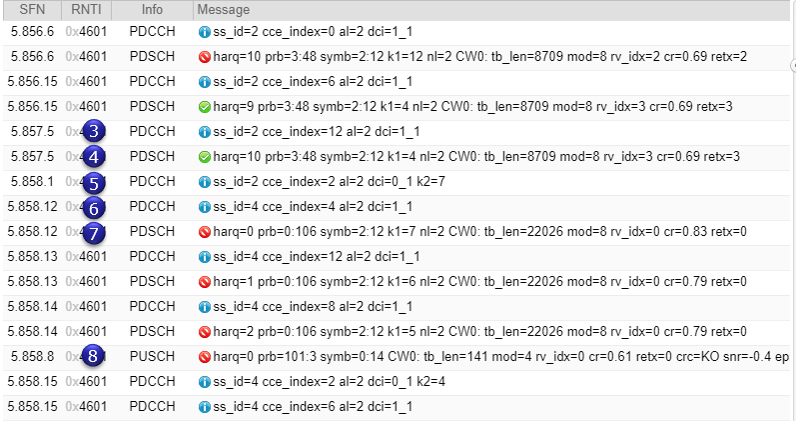 SFN RNTI Info Message
5.856.6 0x4601 PDCCH ss_id=2 cce_index=0 al=2 dci=1_1
5.856.6 0x4601 PDSCH harq=10 prb=3:48 symb=2:12 k1=12 nl=2 CW0: tb_len=8709 mod=8 rv_idx=2 cr=0.69 retx=2
5.856.15 0x4601 PDCCH ss_id=2 cce_index=6 al=2 dci=1_1
5.856.15 0x4601 PDSCH harq=9 prb=3:48 symb=2:12 k1=4 nl=2 CW0: tb_len=8709 mod=8 rv_idx=3 cr=0.69 retx=3
5.857.5 0x 3 PDCCH ss_id=2 cce_index=12 al=2 dci=1_1
5.857.5 0x 4 PDSCH harq=10 prb=3:48 symb=2:12 k1=4 nl=2 CW0: tb_len=8709 mod=8 rv_idx=3 cr=0.69 retx=3
5.858.1 0x 5 PDCCH ss_id=2 cce_index=2 al=2 dci=0_1 k2=7
5.858.12 0x 6 PDCCH ss_id=4 cce_index=4 al=2 dci=1_1
5.858.12 0x 7 PDSCH harq=0 prb=0:106 symb=2:12 k1=7 nl=2 CW0: tb_len=22026 mod=8 rv_idx=0 cr=0.83 retx=0
5.858.13 0x4601 PDCCH ss_id=4 cce_index=12 al=2 dci=1_1
5.858.13 0x4601 PDSCH harq=1 prb=0:106 symb=2:12 k1=6 nl=2 CW0: tb_len=22026 mod=8 rv_idx=0 cr=0.79 retx=0
5.858.14 0x4601 PDCCH ss_id=4 cce_index=8 al=2 dci=1_1
5.858.14 0x4601 PDSCH harq=2 prb=0:106 symb=2:12 k1=5 nl=2 CW0: tb_len=22026 mod=8 rv_idx=0 cr=0.79 retx=0
5.858.8 0x 8 PUSCH harq=0 prb=101:3 symb=0:14 CW0: tb_len=141 mod=4 rv_idx=0 cr=0.61 retx=0 crc=KO snr=-0.4 ep
5.858.15 0x4601 PDCCH ss_id=4 cce_index=2 al=2 dci=0_1 k2=4
5.858.15 0x4601 PDCCH ss_id=4 cce_index=6 al=2 dci=1_1